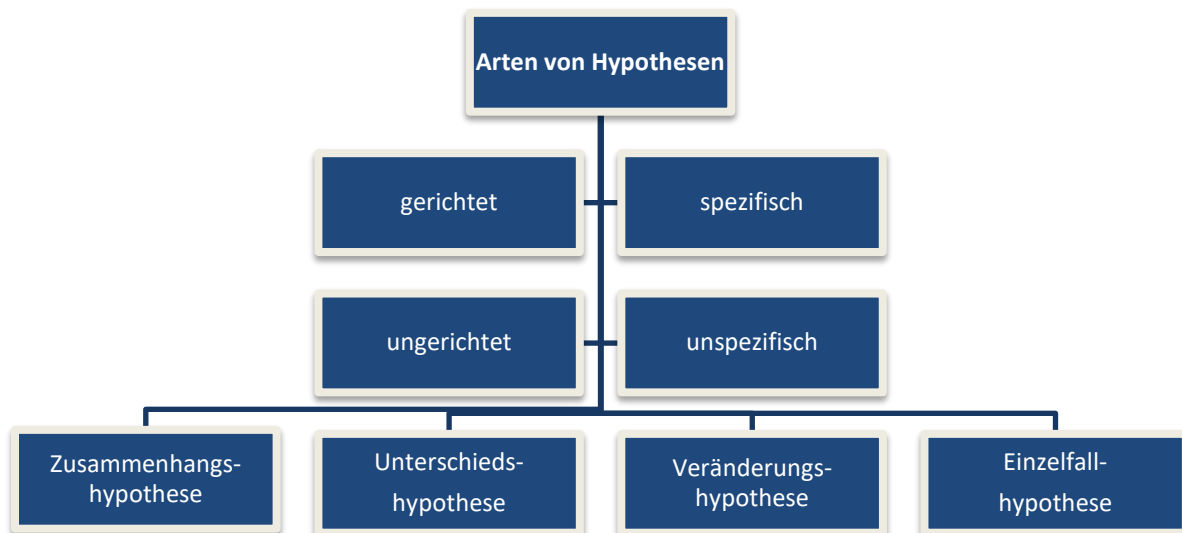 Arten von Hypothesen
gerichtet
spezifisch
ungerichtet
unspezifisch
Zusammenhangs-
hypothese
Unterschieds-
hypothese
Veränderungs-
hypothese
Einzelfall-
hypothese